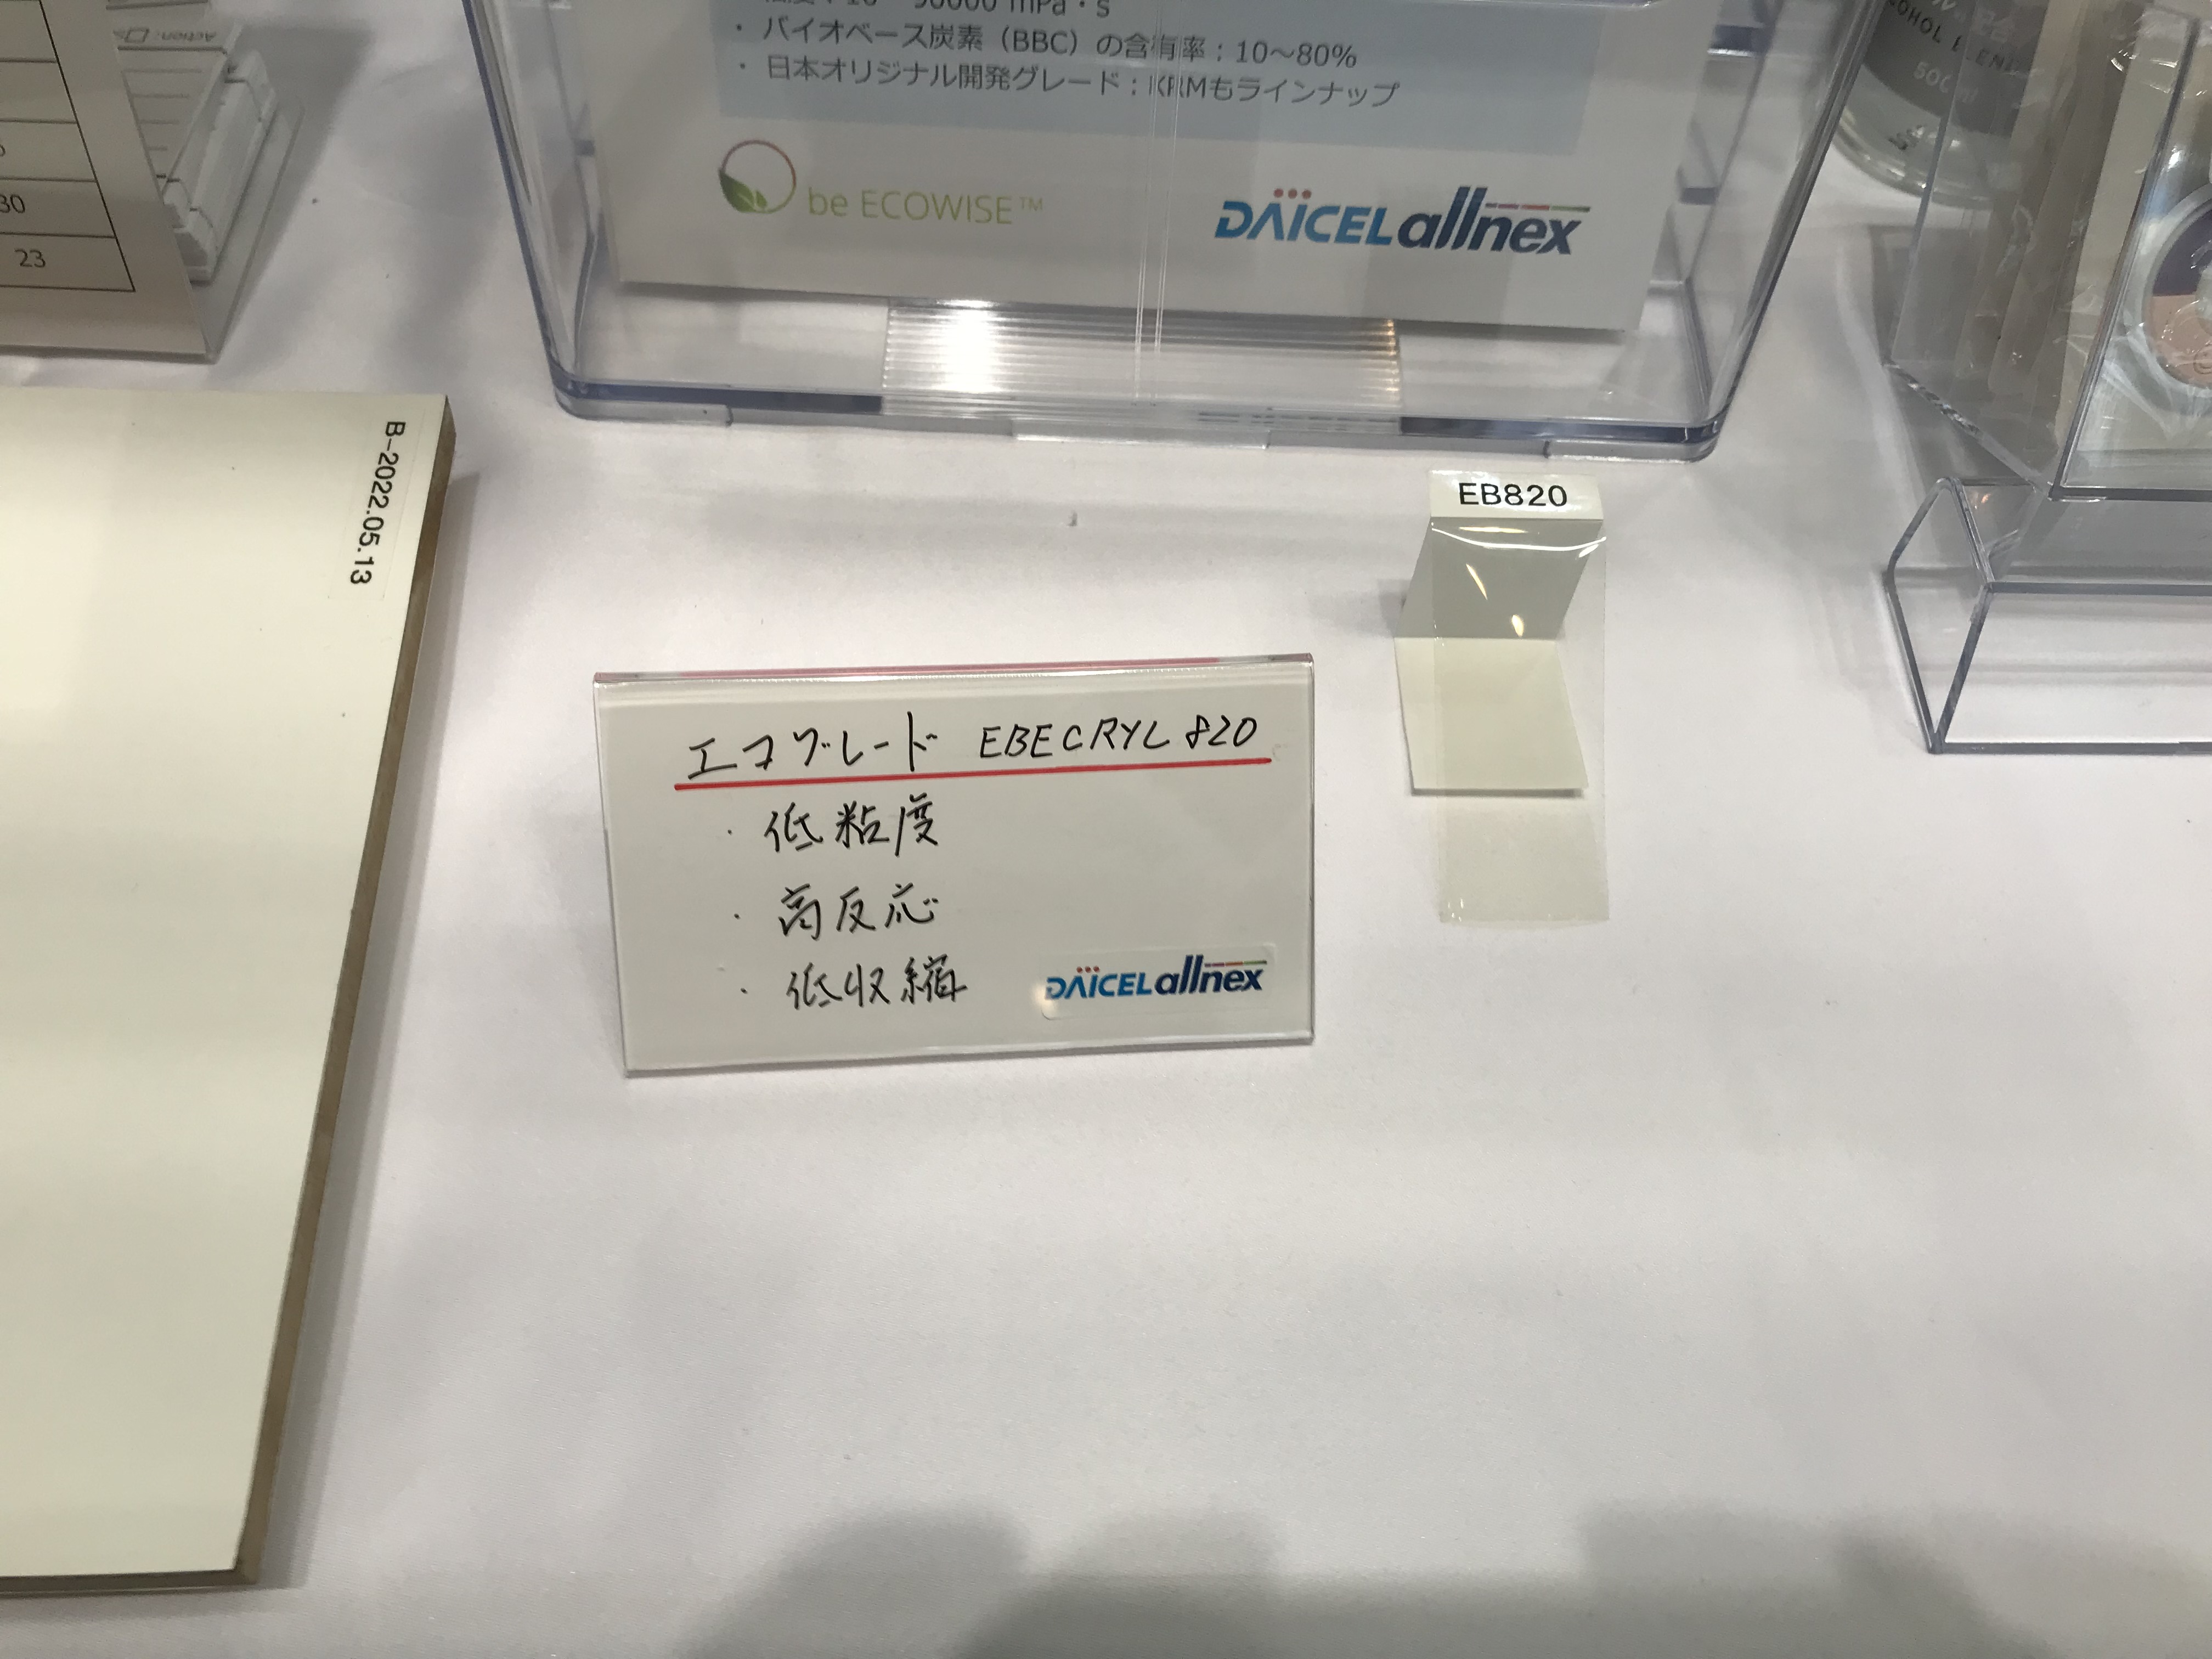 mPa・s
・ バイオベース炭素（BBC）の含有率：10～80%
・ 日本オリジナル開発グレード：KRMもラインナップ
be ECOWISE™
DAICEL allnex
30
23
B-2022.05.13
EB820
エコグレード EBECRYL 820
・ 低粘度
・ 高反応
・ 低収縮
DAICEL allnex